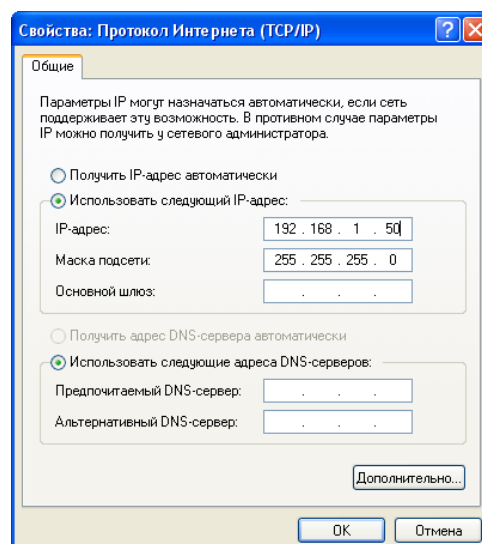 Свойства: Протокол Интернета (TCP/IP)
Общие
Параметры IP могут назначаться автоматически, если сеть
поддерживает эту возможность. В противном случае параметры
IP можно получить у сетевого администратора.
Получить IP-адрес автоматически
Использовать следующий IP-адрес:
IP-адрес: 192 . 168 . 1 . 50
Маска подсети: 255 . 255 . 255 . 0
Основной шлюз: . . .
Получить адрес DNS-сервера автоматически
Использовать следующие адреса DNS-серверов:
Предпочитаемый DNS-сервер: . . .
Альтернативный DNS-сервер: . . .
Дополнительно...
OK Отмена